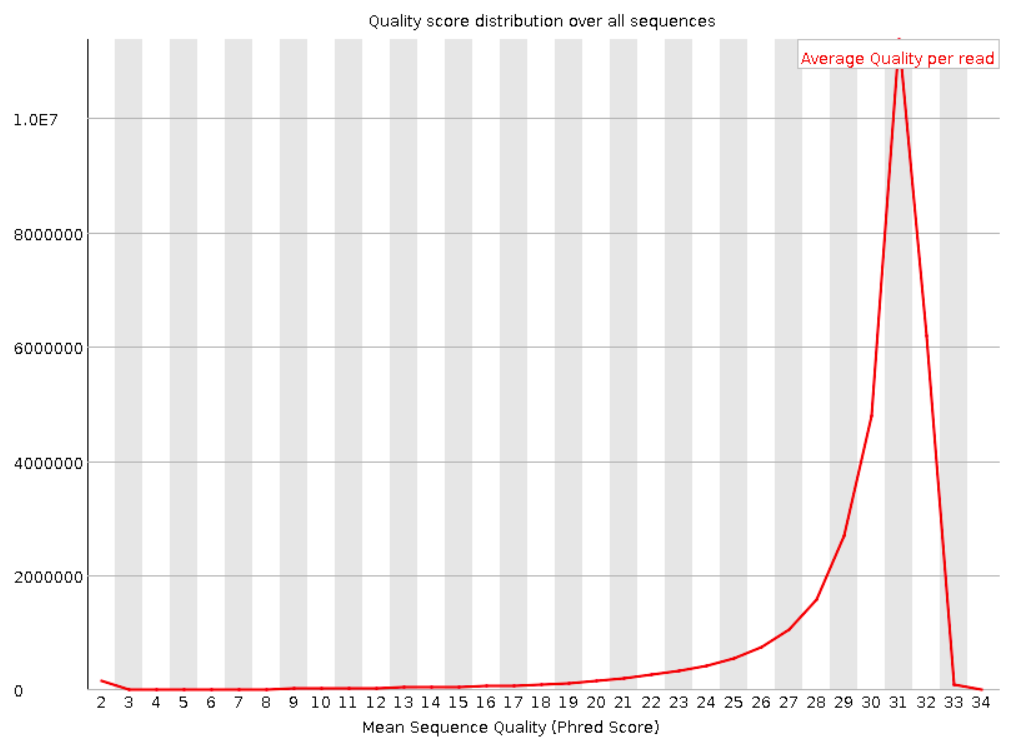 Quality score distribution over all sequences
Average Quality per read
1.0E7
8000000
6000000
4000000
2000000
0
2 3 4 5 6 7 8 9 10 11 12 13 14 15 16 17 18 19 20 21 22 23 24 25 26 27 28 29 30 31 32 33 34
Mean Sequence Quality (Phred Score)